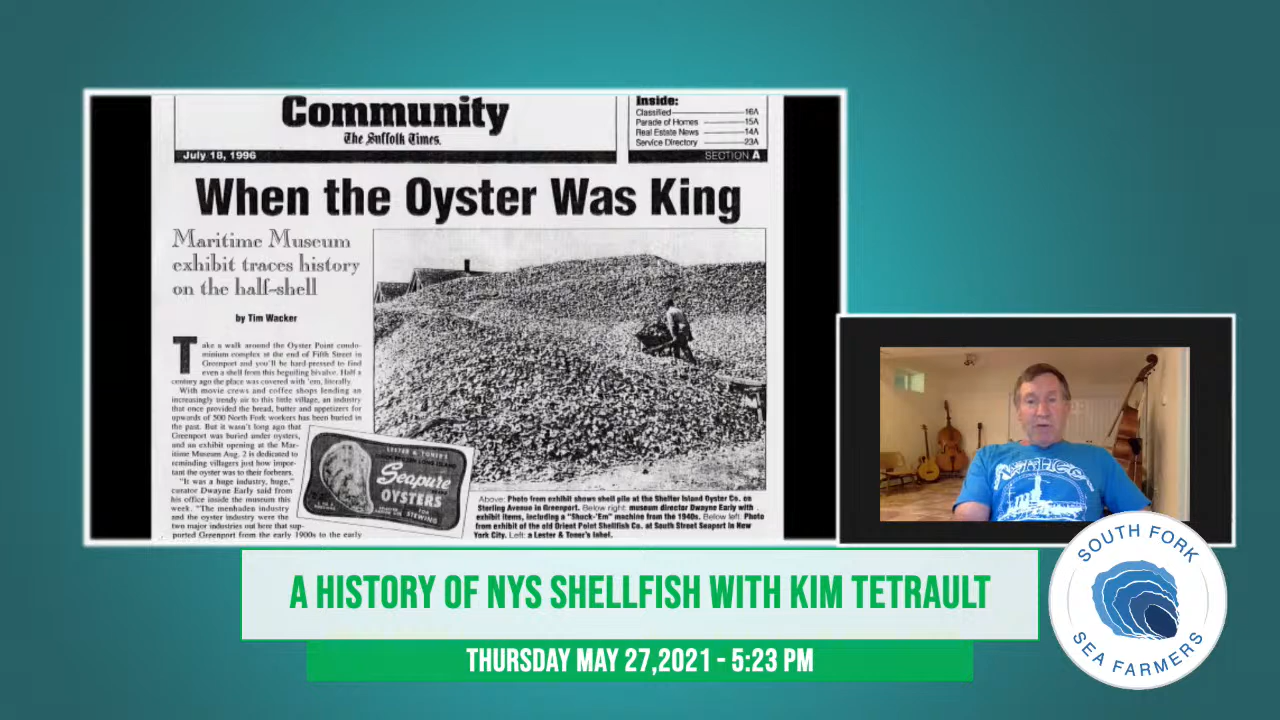 Community
The Suffolk Times.
July 18, 1996
Inside:
Classified 16A
Parade of Homes 15A
Real Estate News 14A
Service Directory 23A
SECTION A
When the Oyster Was King
Maritime Museum
exhibit traces history
on the half-shell
by Tim Wacker
Take a walk around the Oyster Point condo-
minium complex at the end of Fifth Street in
Greenport and you'll be hard-pressed to find
even a shell from this beguiling bivalve. Half a
century ago the place was covered with 'em, literally.
With movie crews and coffee shops lending an
increasingly trendy air to this little village, an industry
that once provided the bread, butter and appetizers for
upwards of 500 North Fork workers has been buried in
the past. But it wasn't long ago that
Greenport was buried under oysters,
and an exhibit opening at the Mar-
itime Museum Aug. 2 is dedicated to
reminding villagers just how impor-
tant the oyster was to their forbears.
"It was a huge industry, huge,"
curator Dwayne Early said from
his office inside the museum this
week. "The menhaden industry
and the oyster industry were the
two major industries out here that sup-
ported Greenport from the early 1900s to the early
LESTER & TONER'S
LONG ISLAND
Seapure
OYSTERS
FOR
STEWING
Above: Photo from exhibit shows shell pile at the Shelter Island Oyster Co. on
Sterling Avenue in Greenport. Below right: museum director Dwayne Early with
exhibit items, including a "Shuck-'Em" machine from the 1940s. Below left: Photo
from exhibit of the old Orient Point Shellfish Co. at South Street Seaport in New
York City. Left: a Lester & Toner's label.
A HISTORY OF NYS SHELLFISH WITH KIM TETRAULT
THURSDAY MAY 27,2021 - 5:23 PM
SOUTH FORK
SEA FARMERS